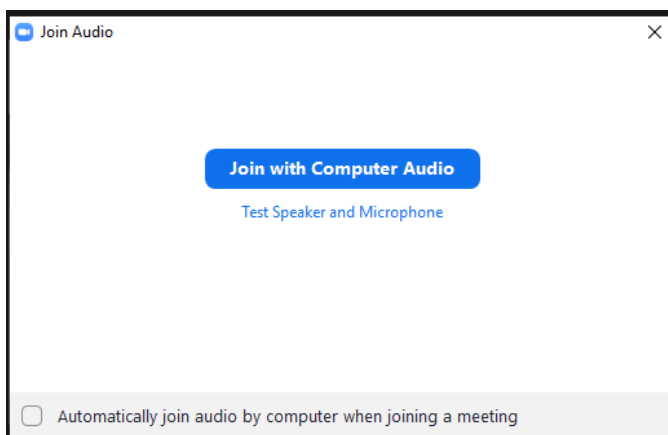 Join Audio
Join with Computer Audio
Test Speaker and Microphone
Automatically join audio by computer when joining a meeting